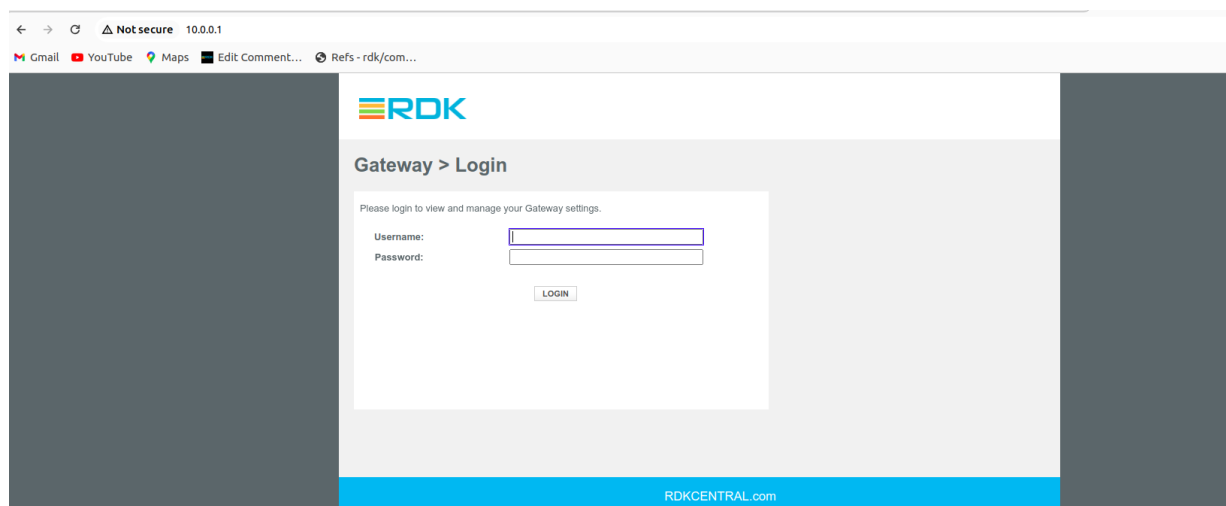 Not secure 10.0.0.1
Gmail YouTube Maps Edit Comment... Refs - rdk/com...
RDK
Gateway > Login
Please login to view and manage your Gateway settings.
Username:
Password:
LOGIN
RDKCENTRAL.com